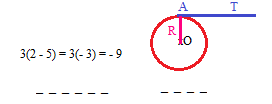 A T
R
O
3(2 - 5) = 3(- 3) = - 9
_ _ _ _ _ _ _ _ _ _